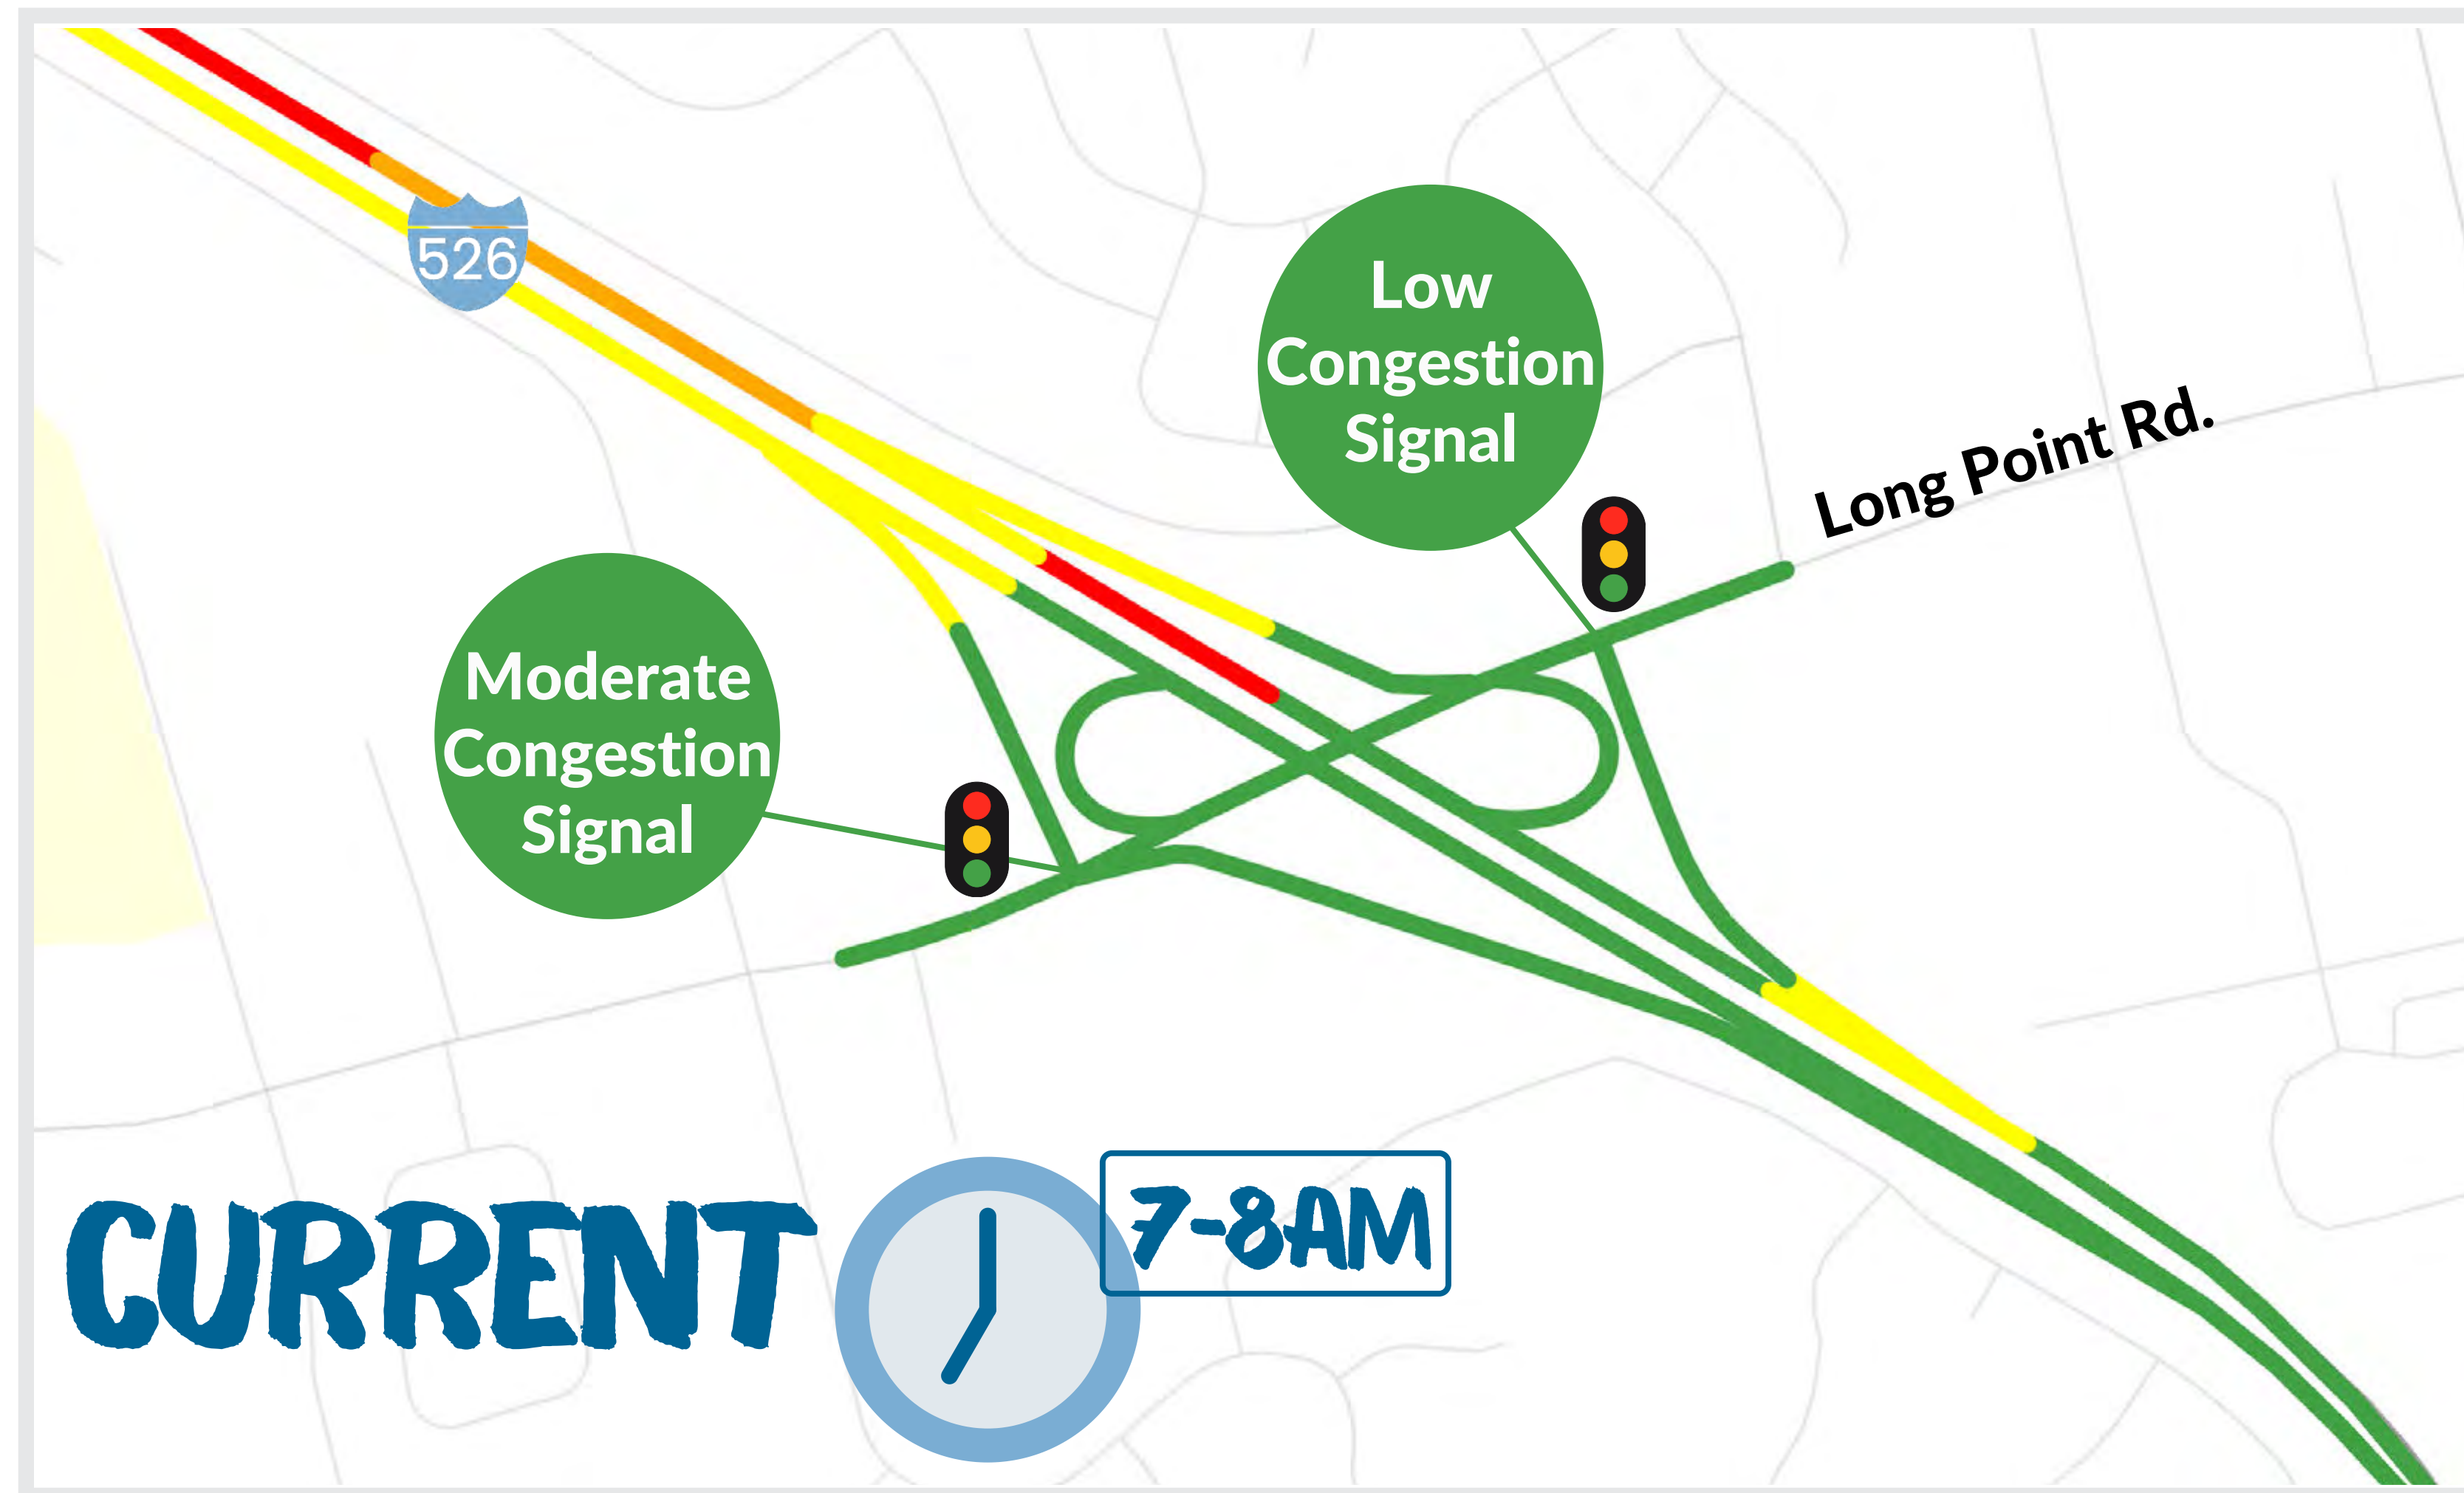 526
Low
Congestion
Signal
Long Point Rd.
Moderate
Congestion
Signal
CURRENT
7-8AM